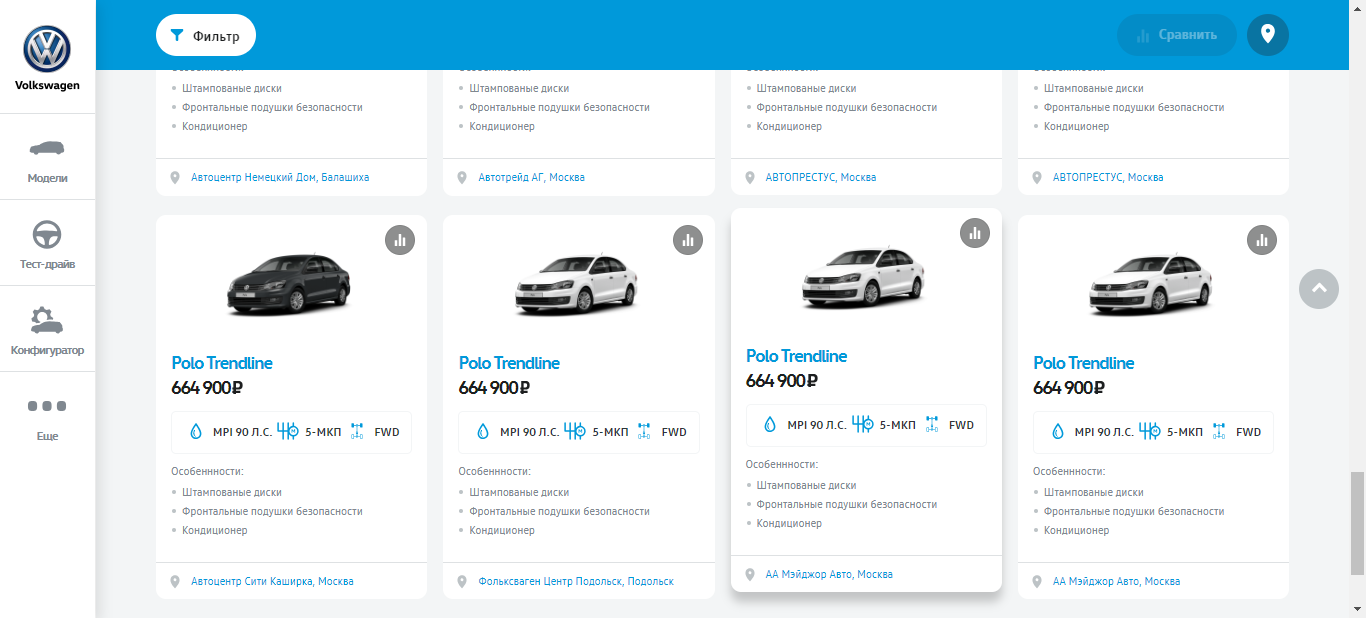 Volkswagen
Модели
Тест-драйв
Конфигуратор
Еще
Фильтр
Сравнить
Штампованые диски
Фронтальные подушки безопасности
Кондиционер
Автоцентр Немецкий Дом, Балашиха
Штампованые диски
Фронтальные подушки безопасности
Кондиционер
Автотрейд АГ, Москва
Штампованые диски
Фронтальные подушки безопасности
Кондиционер
АВТОПРЕСТУС, Москва
Штампованые диски
Фронтальные подушки безопасности
Кондиционер
АВТОПРЕСТУС, Москва
Polo Trendline
664 900 ₽
MPI 90 Л.С. 5-МКП FWD
Особеннности:
Штампованые диски
Фронтальные подушки безопасности
Кондиционер
Автоцентр Сити Каширка, Москва
Polo Trendline
664 900 ₽
MPI 90 Л.С. 5-МКП FWD
Особеннности:
Штампованые диски
Фронтальные подушки безопасности
Кондиционер
Фольксваген Центр Подольск, Подольск
Polo Trendline
664 900 ₽
MPI 90 Л.С. 5-МКП FWD
Особеннности:
Штампованые диски
Фронтальные подушки безопасности
Кондиционер
АА Мэйджор Авто, Москва
Polo Trendline
664 900 ₽
MPI 90 Л.С. 5-МКП FWD
Особеннности:
Штампованые диски
Фронтальные подушки безопасности
Кондиционер
АА Мэйджор Авто, Москва